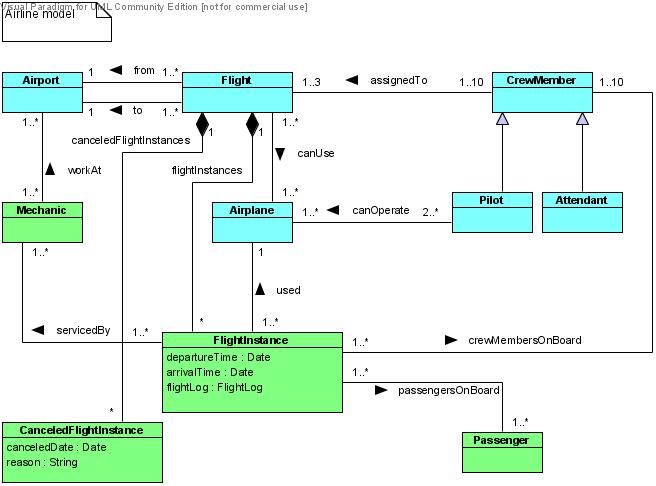 Visual Paradigm for UML Community Edition [not for commercial use]
Airline model
Airport
1
from
1..*
Flight
1..3
assignedTo
1..10
CrewMember
1..10
1
to
1..*
1..*
1
1
1..*
canceledFlightInstances
canUse
workAt
flightInstances
1..*
1..*
Mechanic
Airplane
1..*
canOperate
2..*
Pilot
Attendant
1..*
1
used
servicedBy
1..*
*
1..*
FlightInstance
departureTime : Date
arrivalTime : Date
flightLog : FlightLog
1..*
crewMembersOnBoard
1..*
passengersOnBoard
*
1..*
CanceledFlightInstance
canceledDate : Date
reason : String
Passenger